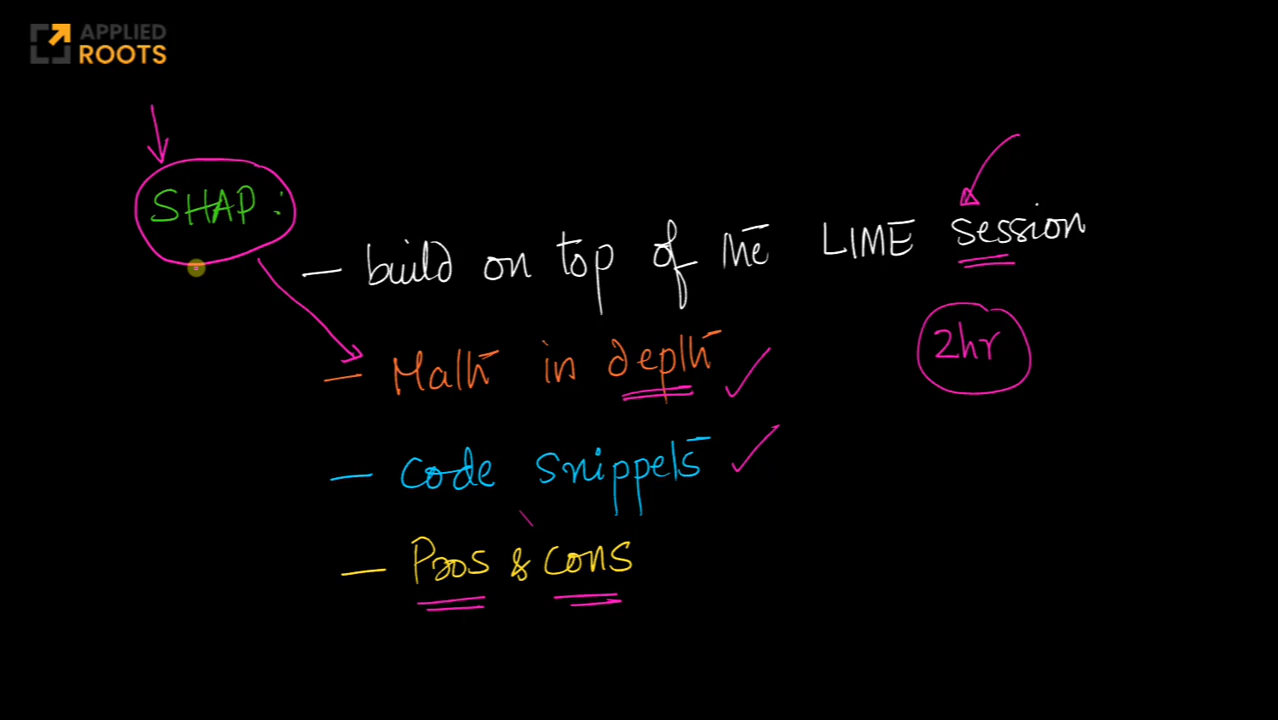 APPLIED
ROOTS
SHAP:
- build on top of the LIME session
2hr
- Math in depth
- Code snippets
- Pros & cons